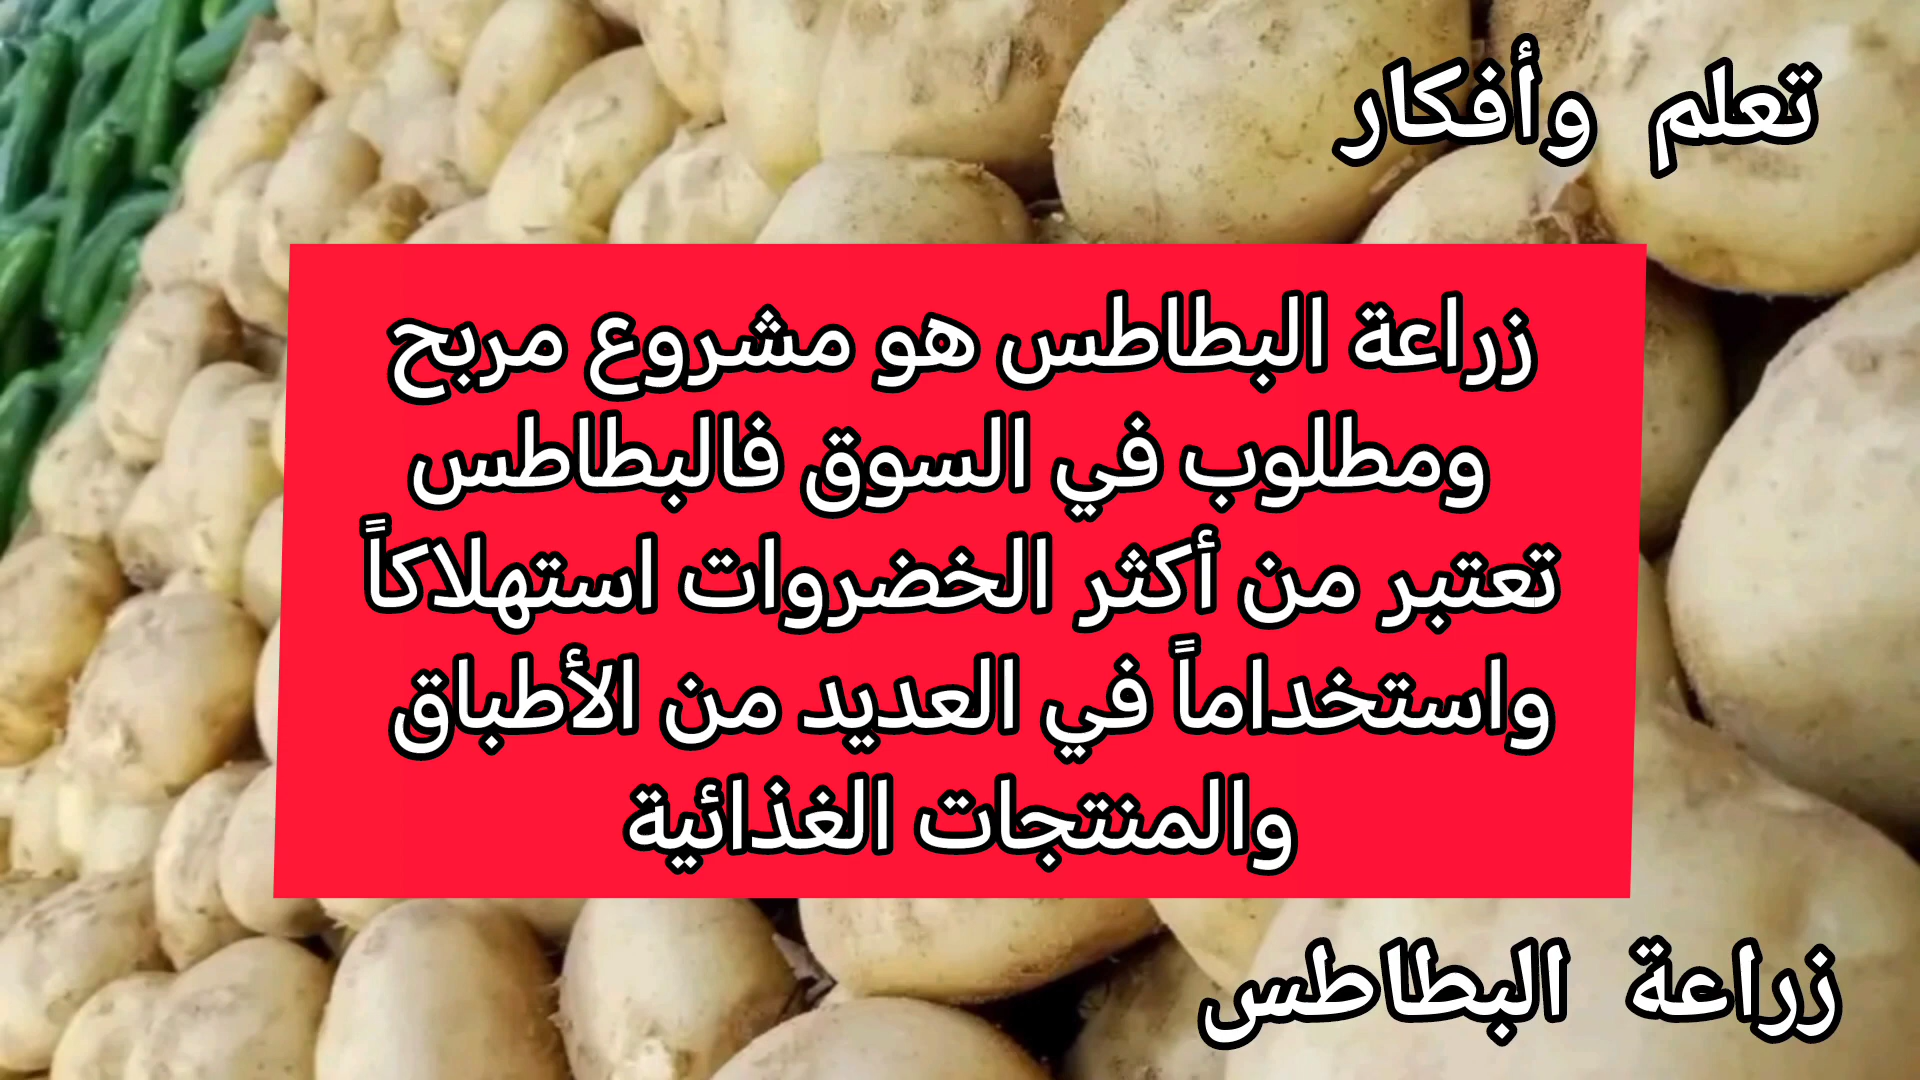 تعلم وأفكار
زراعة البطاطس هو مشروع مربح
ومطلوب في السوق فالبطاطس
تعتبر من أكثر الخضروات استهلاكاً
واستخداماً في العديد من الأطباق
والمنتجات الغذائية
زراعة البطاطس